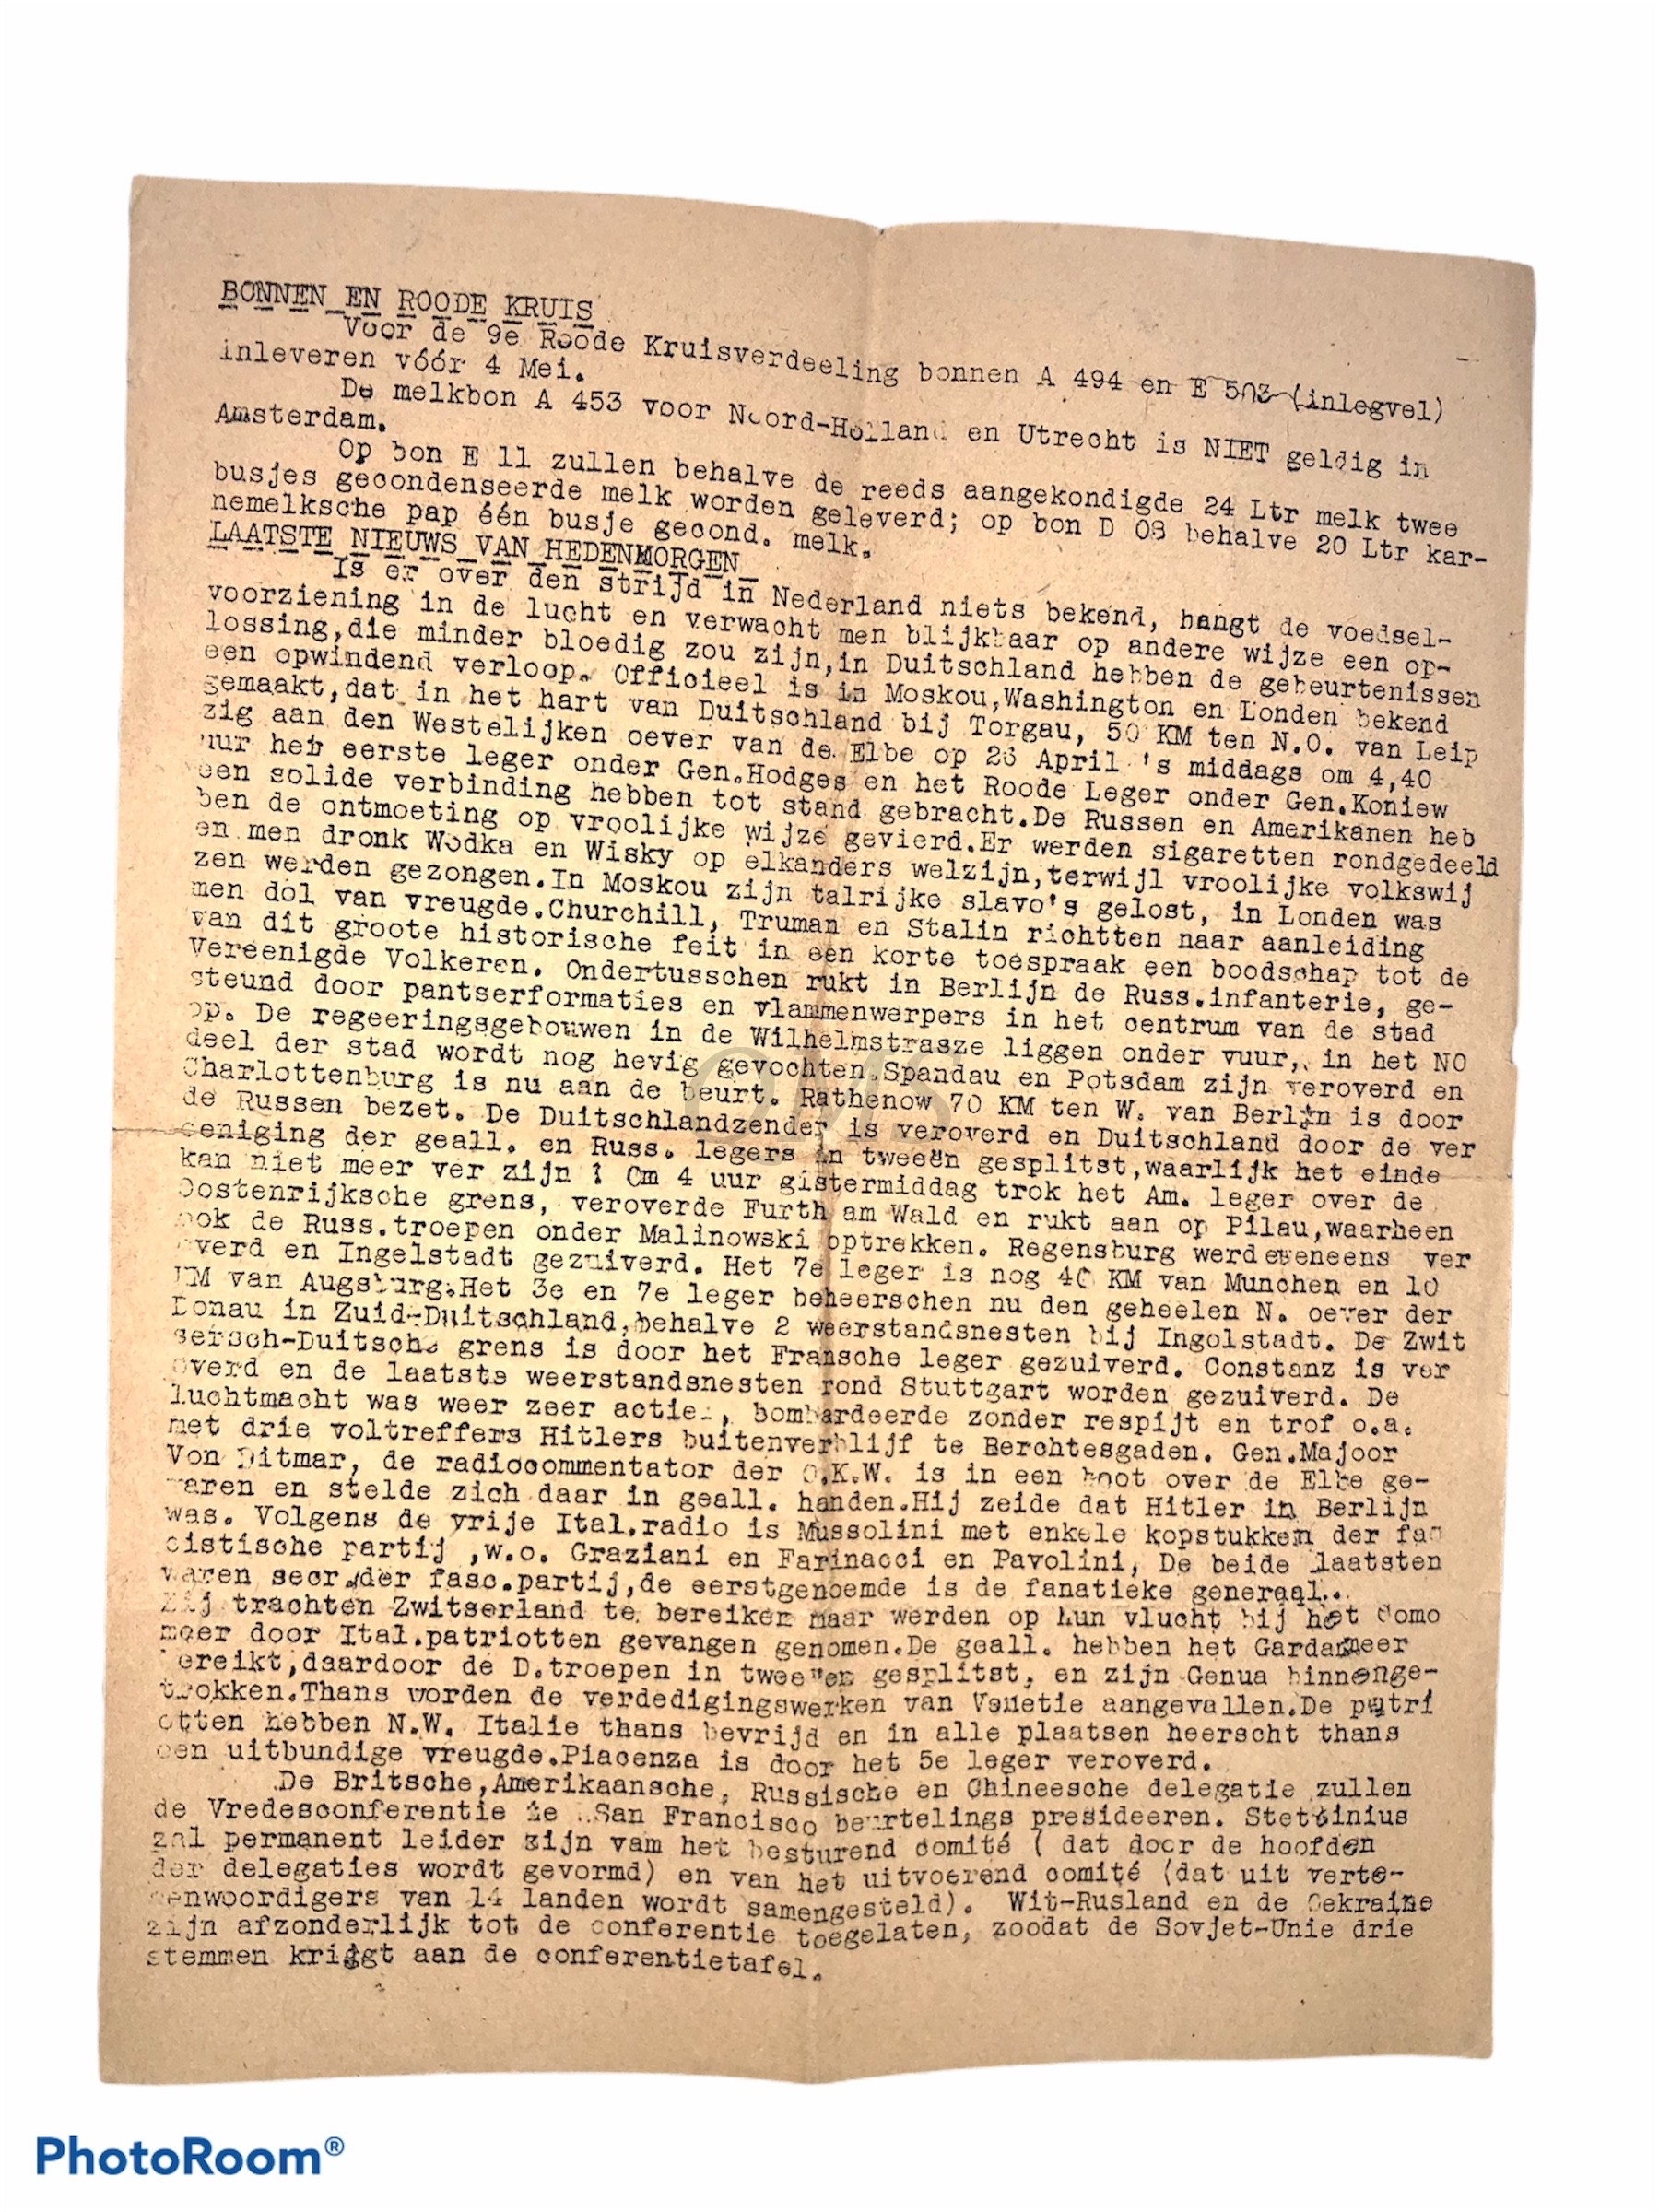 BONNEN EN ROODE KRUIS
Voor de 9e Roode Kruisverdeeling bonnen A 494 en E 503 (inlegvel)
inleveren vóór 4 Mei.
De melkbon A 453 voor Noord-Holland en Utrecht is NIET geldig in
Amsterdam.
Op bon E 11 zullen behalve de reeds aangekondigde 24 Ltr melk twee
busjes gecondenseerde melk worden geleverd; op bon D 08 behalve 20 Ltr kar-
nemelksche pap één busje gecond. melk.
LAATSTE NIEUWS VAN HEDENMORGEN
Is er over den strijd in Nederland niets bekend, hangt de voedsel-
voorziening in de lucht en verwacht men blijkbaar op andere wijze een op-
lossing,die minder bloedig zou zijn,in Duitschland hebben de gebeurtenissen
een opwindend verloop. Officieel is in Moskou,Washington en Londen bekend
gemaakt,dat in het hart van Duitschland bij Torgau, 50 KM ten N.O. van Leip
zig aan den Westelijken oever van de Elbe op 26 April 's middags om 4,40
uur het eerste leger onder Gen.Hodges en het Roode Leger onder Gen.Koniew
een solide verbinding hebben tot stand gebracht.De Russen en Amerikanen heb
ben de ontmoeting op vroolijke wijze gevierd.Er werden sigaretten rondgedeeld
en men dronk Wodka en Wisky op elkanders welzijn,terwijl vroolijke volkswij
zen werden gezongen.In Moskou zijn talrijke slavo's gelost, in Londen was
men dol van vreugde.Churchill, Truman en Stalin richtten naar aanleiding
van dit groote historische feit in een korte toespraak een boodschap tot de
Vereenigde Volkeren. Ondertusschen rukt in Berlijn de Russ.infanterie, ge-
steund door pantserformaties en vlammenwerpers in het centrum van de stad
op. De regeeringsgebouwen in de Wilhelmstrasze liggen onder vuur, in het NO
deel der stad wordt nog hevig gevochten.Spandau en Potsdam zijn veroverd en
Charlottenburg is nu aan de beurt. Rathenow 70 KM ten W. van Berlin is door
de Russen bezet. De Duitschlandzender is veroverd en Duitschland door de ver
eeniging der geall. en Russ. legers in tweeën gesplitst,waarlijk het einde
kan niet meer ver zijn ! Om 4 uur gistermiddag trok het Am. leger over de
Oostenrijksche grens, veroverde Furth am Wald en rukt aan op Pilau,waarheen
ook de Russ.troepen onder Malinowski optrekken. Regensburg werd eveneens ver
overd en Ingelstadt gezuiverd. Het 7e leger is nog 40 KM van Munchen en 10
KM van Augsburg.Het 3e en 7e leger beheerschen nu den geheelen N. oever der
Donau in Zuid-Duitschland,behalve 2 weerstandsnesten bij Ingolstadt. De Zwit
sersch-Duitsche grens is door het Fransche leger gezuiverd. Constanz is ver
overd en de laatste weerstandsnesten rond Stuttgart worden gezuiverd. De
luchtmacht was weer zeer actief, bombardeerde zonder respijt en trof o.a.
met drie voltreffers Hitlers buitenverblijf te Berchtesgaden. Gen.Majoor
Von Ditmar, de radiocommentator der O.K.W. is in een boot over de Elbe ge-
varen en stelde zich daar in geall. handen.Hij zeide dat Hitler in Berlijn
was. Volgens de vrije Ital.radio is Mussolini met enkele kopstukken der fas
cistische partij ,w.o. Graziani en Farinacci en Pavolini, De beide laatsten
waren secr.der fasc.partij,de eerstgenoemde is de fanatieke generaal..
Zij trachten Zwitserland te bereiken maar werden op hun vlucht bij het Como
meer door Ital.patriotten gevangen genomen.De geall. hebben het Gardameer
bereikt,daardoor de D.troepen in tweeën gesplitst, en zijn Genua binnenge-
trokken.Thans worden de verdedigingswerken van Venetie aangevallen.De patri
otten hebben N.W. Italie thans bevrijd en in alle plaatsen heerscht thans
een uitbundige vreugde.Piacenza is door het 5e leger veroverd.
De Britsche,Amerikaansche, Russische en Chineesche delegatie zullen
de Vredesconferentie te San Francisco beurtelings presideeren. Stettinius
zal permanent leider zijn vam het besturend comité ( dat door de hoofden
der delegaties wordt gevormd) en van het uitvoerend comité (dat uit verte-
genwoordigers van 14 landen wordt samengesteld). Wit-Rusland en de Oekraine
zijn afzonderlijk tot de conferentie toegelaten, zoodat de Sovjet-Unie drie
stemmen kriggt aan de conferentietafel.
PhotoRoom®